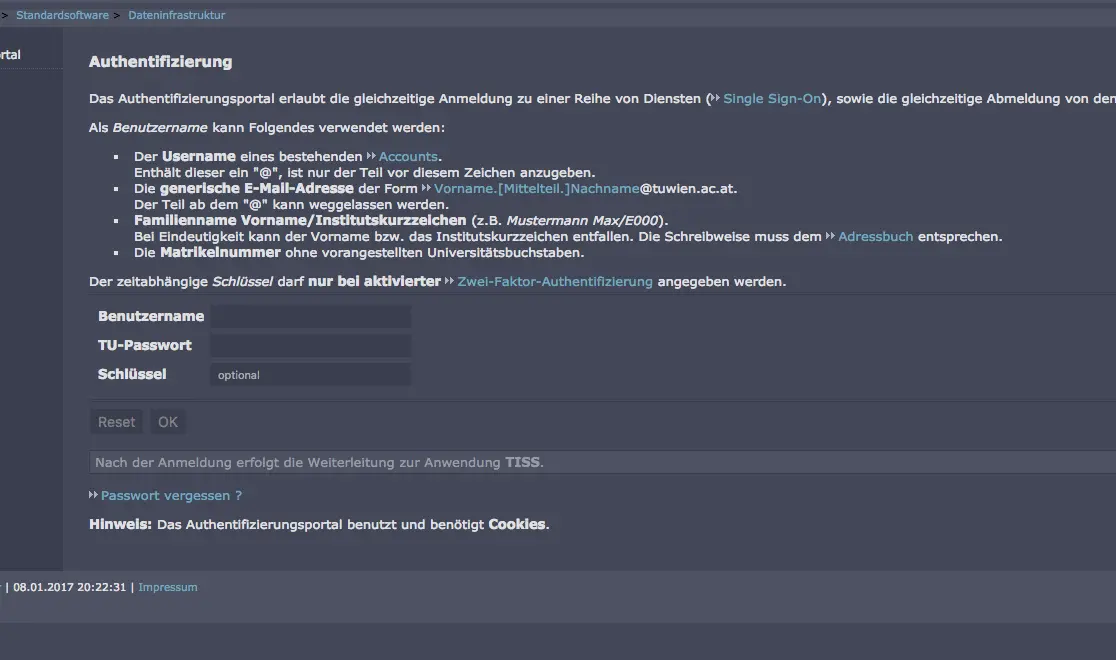 > Standardsoftware > Dateninfrastruktur
rtal
Authentifizierung
Das Authentifizierungsportal erlaubt die gleichzeitige Anmeldung zu einer Reihe von Diensten (Single Sign-On), sowie die gleichzeitige Abmeldung von den
Als Benutzername kann Folgendes verwendet werden:
▪ Der Username eines bestehenden Accounts.
Enthält dieser ein "@", ist nur der Teil vor diesem Zeichen anzugeben.
▪ Die generische E-Mail-Adresse der Form Vorname.[Mittelteil.]Nachname@tuwien.ac.at.
Der Teil ab dem "@" kann weggelassen werden.
▪ Familienname Vorname/Institutskurzzeichen (z.B. Mustermann Max/E000).
Bei Eindeutigkeit kann der Vorname bzw. das Institutskurzzeichen entfallen. Die Schreibweise muss dem Adressbuch entsprechen.
▪ Die Matrikelnummer ohne vorangestellten Universitätsbuchstaben.
Der zeitabhängige Schlüssel darf nur bei aktivierter Zwei-Faktor-Authentifizierung angegeben werden.
Benutzername
TU-Passwort
Schlüssel optional
Reset OK
Nach der Anmeldung erfolgt die Weiterleitung zur Anwendung TISS.
Passwort vergessen ?
Hinweis: Das Authentifizierungsportal benutzt und benötigt Cookies.
| 08.01.2017 20:22:31 | Impressum